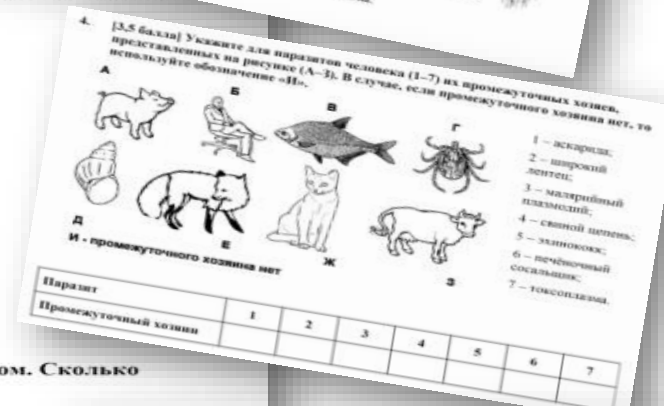 4. [3,5 балла] Укажите для паразитов человека (1–7) их промежуточных хозяев,
представленных на рисунке (А–З). В случае, если промежуточного хозяина нет, то
используйте обозначение «И».
А
Б
В
Г
Д
Е
Ж
З
И - промежуточного хозяина нет
1 – аскарида;
2 – широкий
лентец;
3 – малярийный
плазмодий;
4 – свиной цепень;
5 – эхинококк;
6 – печёночный
сосальщик;
7 – токсоплазма.
Паразит 1 2 3 4 5 6 7
Промежуточный хозяин
ом. Сколько